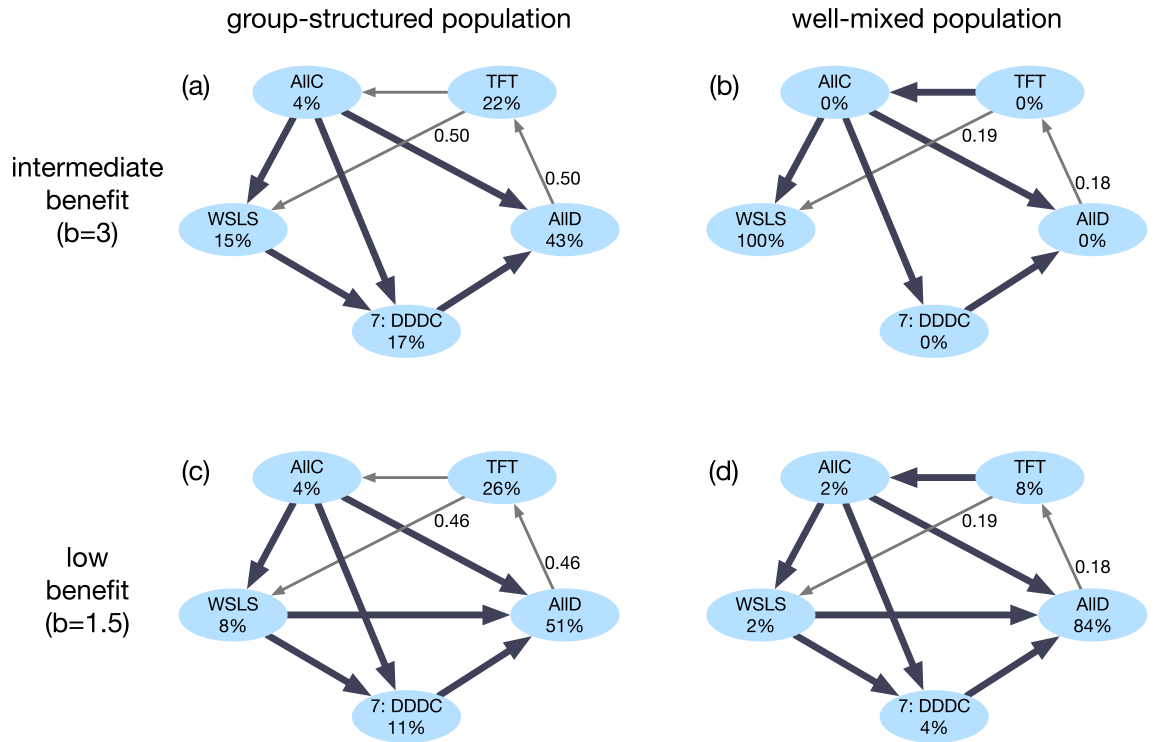 group-structured population
well-mixed population
intermediate
benefit
(b=3)
(a)
AllC
4%
TFT
22%
0.50
0.50
WSLS
15%
AllD
43%
7: DDDC
17%
(b)
AllC
0%
TFT
0%
0.19
0.18
WSLS
100%
AllD
0%
7: DDDC
0%
low
benefit
(b=1.5)
(c)
AllC
4%
TFT
26%
0.46
0.46
WSLS
8%
AllD
51%
7: DDDC
11%
(d)
AllC
2%
TFT
8%
0.19
0.18
WSLS
2%
AllD
84%
7: DDDC
4%